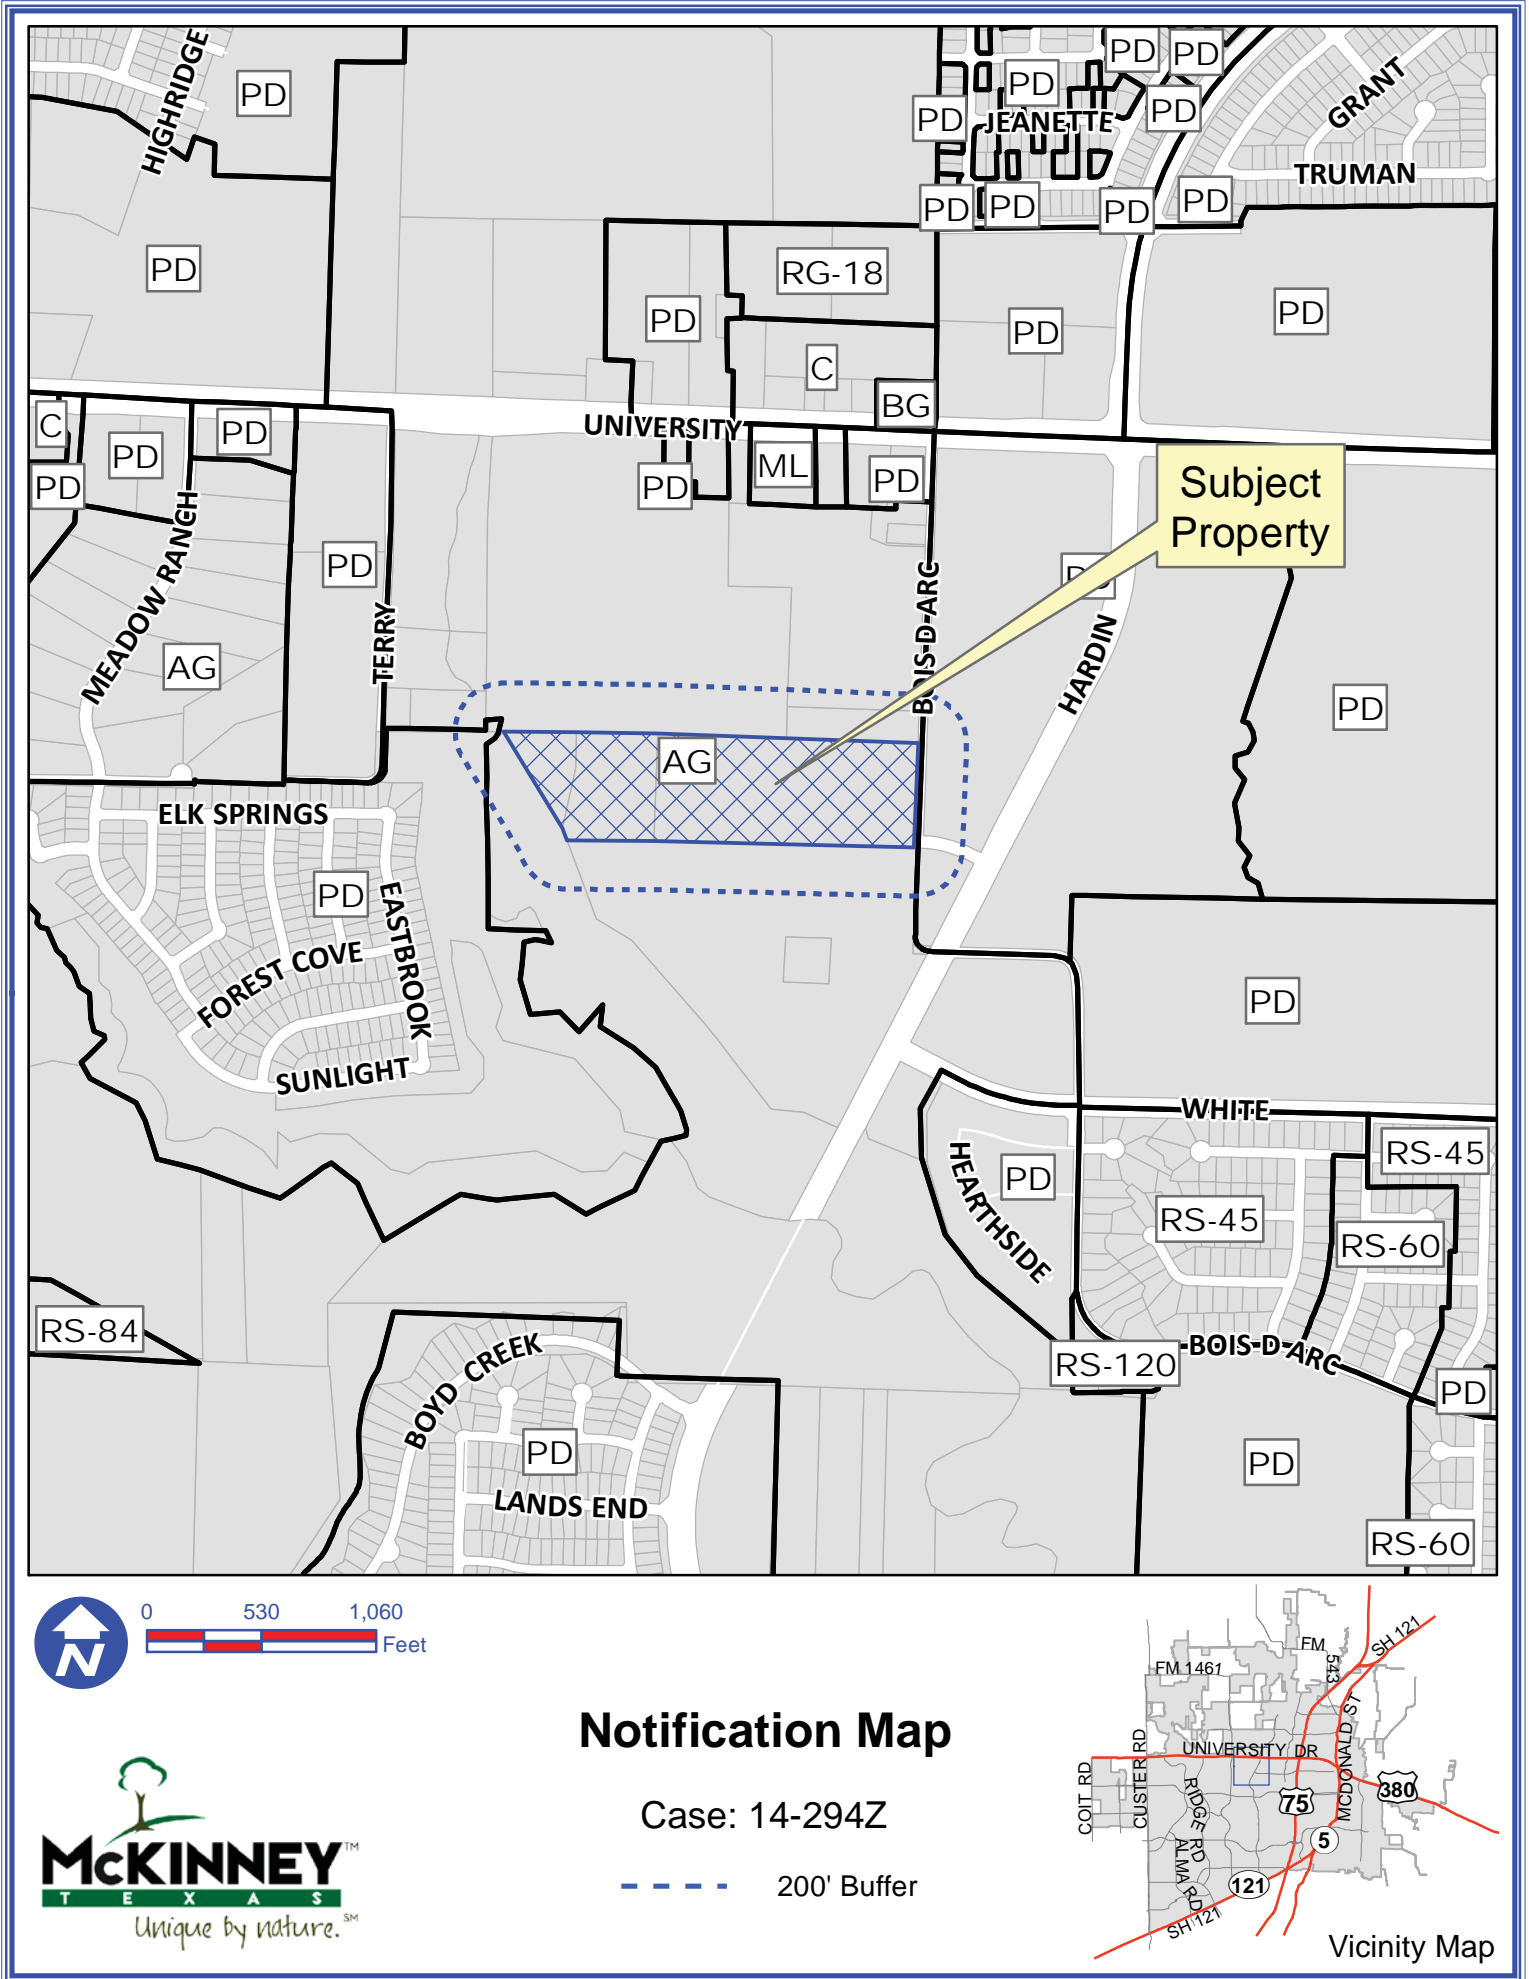 HIGHRIDGE
PD
PD
PD
PD
PD
JEANETTE
PD
GRANT
TRUMAN
PD
PD
PD
PD
PD
PD
RG-18
PD
PD
PD
C
BG
UNIVERSITY
C
PD
PD
PD
ML
PD
PD
Subject
Property
MEADOW RANCH
PD
TERRY
BOIS D ARC
HARDIN
AG
PD
AG
ELK SPRINGS
PD
EASTBROOK
FOREST COVE
SUNLIGHT
PD
WHITE
HEARTHSIDE
PD
RS-45
RS-45
RS-60
RS-84
BOYD CREEK
RS-120
BOIS D ARC
PD
PD
PD
LANDS END
RS-60
N
0 530 1,060
Feet
Notification Map
Case: 14-294Z
200' Buffer
McKINNEY™
TEXAS
Unique by nature.℠
FM 1461
FM
543
SH 121
UNIVERSITY DR
MCDONALD ST
COIT RD
CUSTER RD
RIDGE RD
ALMA RD
75
380
5
121
SH 121
Vicinity Map